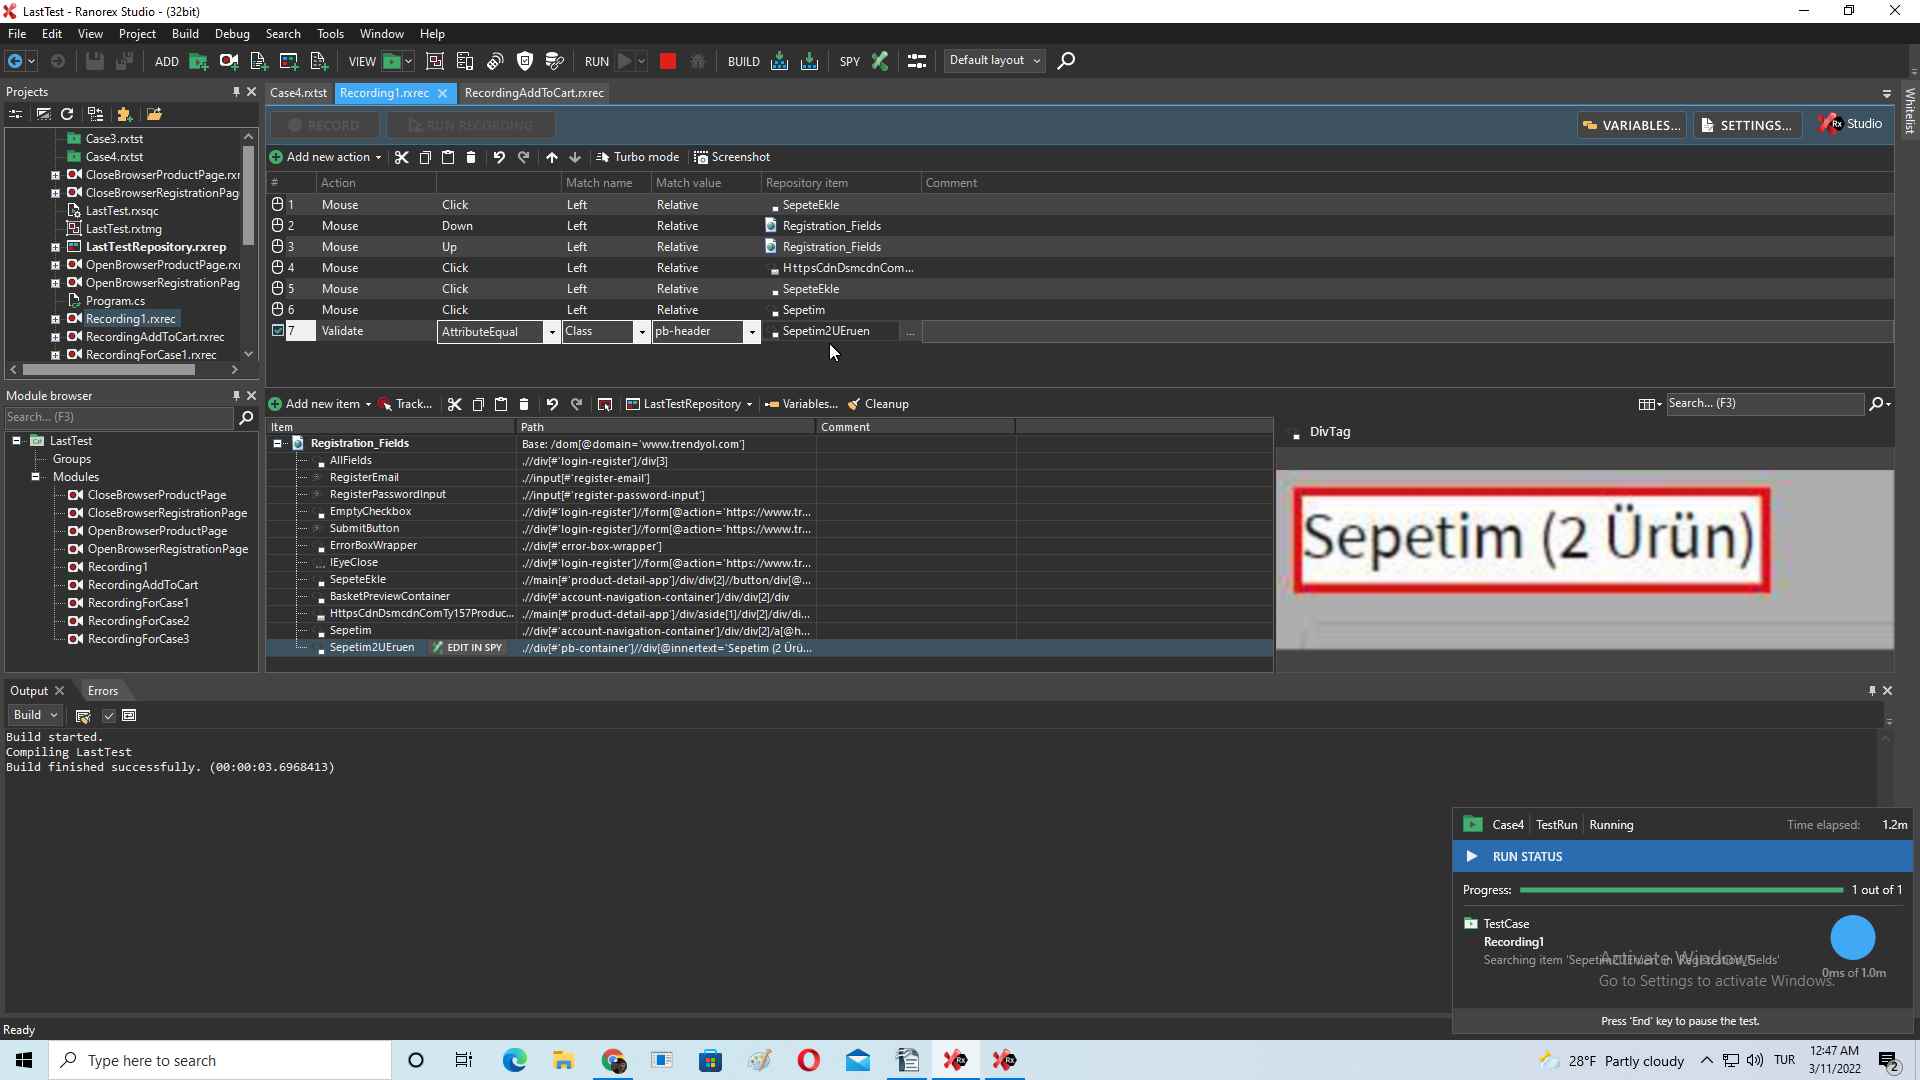 LastTest - Ranorex Studio - (32bit)
File Edit View Project Build Debug Search Tools Window Help
ADD VIEW RUN BUILD SPY Default layout
Projects
Case3.rxtst
Case4.rxtst
CloseBrowserProductPage.rxr
CloseBrowserRegistrationPag
LastTest.rxsqc
LastTest.rxtmg
LastTestRepository.rxrep
OpenBrowserProductPage.rxr
OpenBrowserRegistrationPag
Program.cs
Recording1.rxrec
RecordingAddToCart.rxrec
RecordingForCase1.rxrec
Module browser
Search... (F3)
LastTest
Groups
Modules
CloseBrowserProductPage
CloseBrowserRegistrationPage
OpenBrowserProductPage
OpenBrowserRegistrationPage
Recording1
RecordingAddToCart
RecordingForCase1
RecordingForCase2
RecordingForCase3
Case4.rxtst Recording1.rxrec RecordingAddToCart.rxrec
Whitelist
RECORD RUN RECORDING VARIABLES... SETTINGS... Rx Studio
Add new action Turbo mode Screenshot
# Action Match name Match value Repository item Comment
1 Mouse Click Left Relative SepeteEkle
2 Mouse Down Left Relative Registration_Fields
3 Mouse Up Left Relative Registration_Fields
4 Mouse Click Left Relative HttpsCdnDsmcdnCom...
5 Mouse Click Left Relative SepeteEkle
6 Mouse Click Left Relative Sepetim
7 Validate AttributeEqual Class pb-header Sepetim2UEruen ...
Add new item Track... LastTestRepository Variables... Cleanup Search... (F3)
Item Path Comment
Registration_Fields Base: /dom[@domain='www.trendyol.com']
AllFields .//div[#'login-register']/div[3]
RegisterEmail .//input[#'register-email']
RegisterPasswordInput .//input[#'register-password-input']
EmptyCheckbox .//div[#'login-register']//form[@action='https://www.tr...
SubmitButton .//div[#'login-register']//form[@action='https://www.tr...
ErrorBoxWrapper .//div[#'error-box-wrapper']
IEyeClose .//div[#'login-register']//form[@action='https://www.tr...
SepeteEkle .//main[#'product-detail-app']/div/div[2]//button/div[@...
BasketPreviewContainer .//div[#'account-navigation-container']/div/div[2]/div
HttpsCdnDsmcdnComTy157Produc... .//main[#'product-detail-app']/div/aside[1]/div[2]/div/di...
Sepetim .//div[#'account-navigation-container']/div/div[2]/a[@h...
Sepetim2UEruen EDIT IN SPY .//div[#'pb-container']//div[@innertext='Sepetim (2 Ürü...
DivTag
Sepetim (2 Ürün)
Output Errors
Build
Build started.
Compiling LastTest
Build finished successfully. (00:00:03.6968413)
Case4 TestRun Running Time elapsed: 1.2m
RUN STATUS
Progress: 1 out of 1
TestCase
Recording1
Searching item 'Sepetim2UEruen' in 'Registration_Fields'
0ms of 1.0m
Activate Windows
Go to Settings to activate Windows.
Press 'End' key to pause the test.
Ready
Type here to search
28°F Partly cloudy TUR 12:47 AM
3/11/2022
2